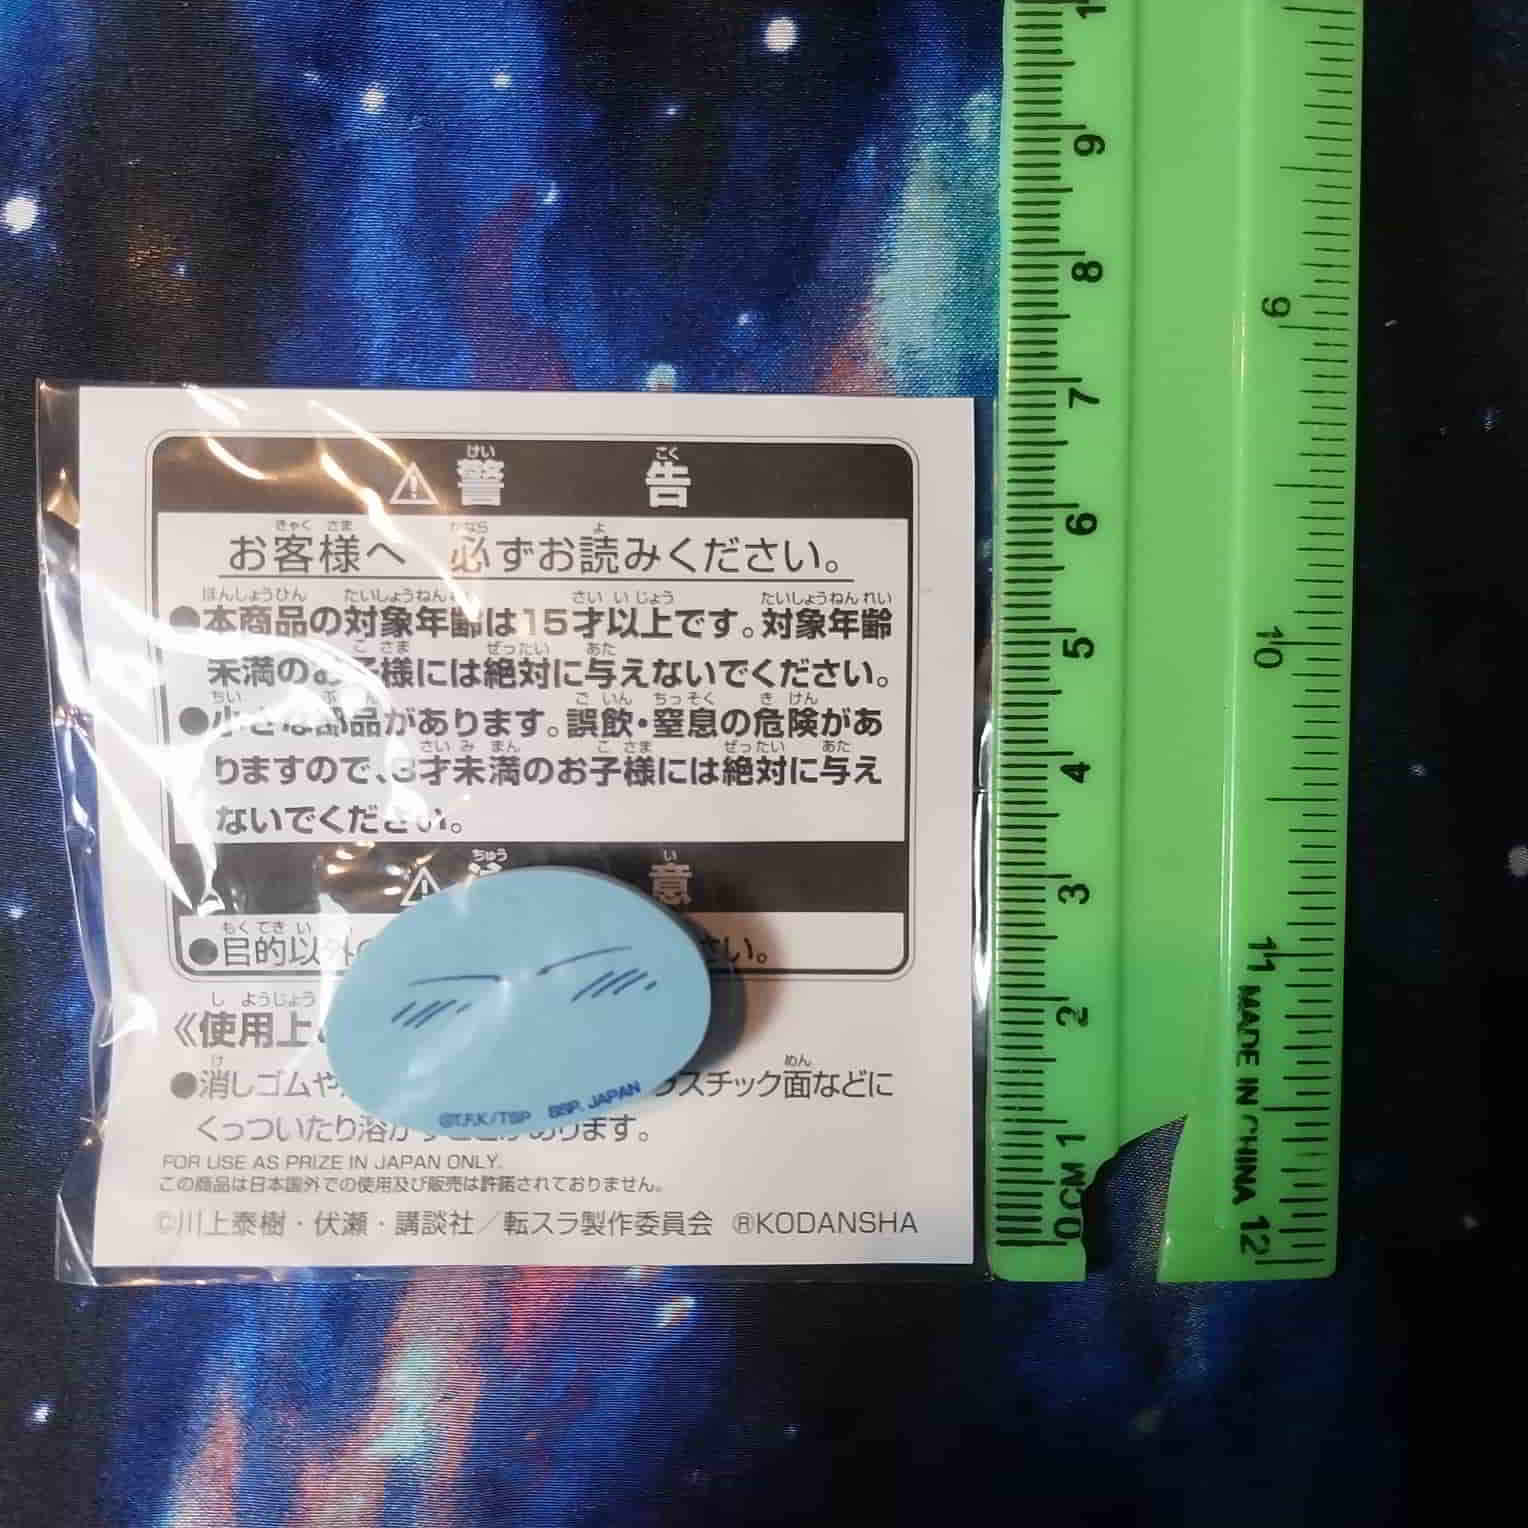 警告
お客様へ 必ずお読みください。
●本商品の対象年齢は15才以上です。対象年齢
未満のお子様には絶対に与えないでください。
●小さな部品があります。誤飲・窒息の危険があ
りますので、3才未満のお子様には絶対に与え
ないでください。
意
●目的以外 さい。
《使用上
●消しゴムや スチック面などに
くっついたり溶か あります。
FOR USE AS PRIZE IN JAPAN ONLY.
この商品は日本国外での使用及び販売は許諾されておりません。
©川上泰樹・伏瀬・講談社／転スラ製作委員会 ®KODANSHA
©T.F.K/TSP BSP. JAPAN
1
9
8
7
6
5
4
3
2
1
0 CM
9
10
11
12
MADE IN CHINA